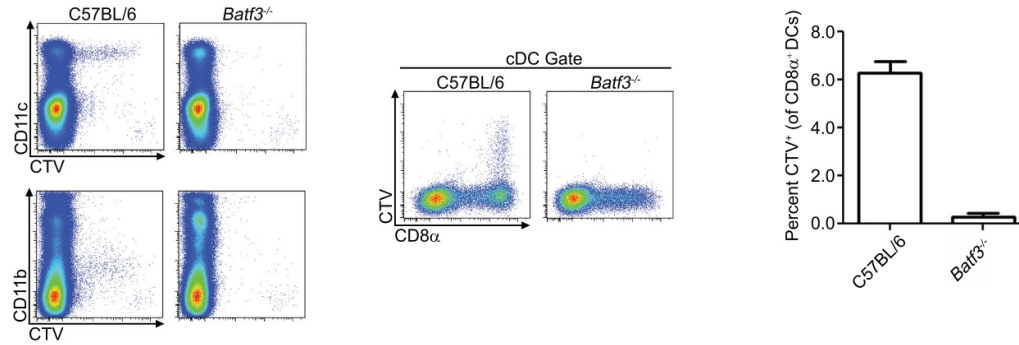 C57BL/6
Batf3-/-
CD11c
CTV
CD11b
CTV
cDC Gate
C57BL/6
Batf3-/-
CTV
CD8α
8.0
6.0
4.0
2.0
0.0
Percent CTV+ (of CD8α+ DCs)
C57BL/6
Batf3-/-